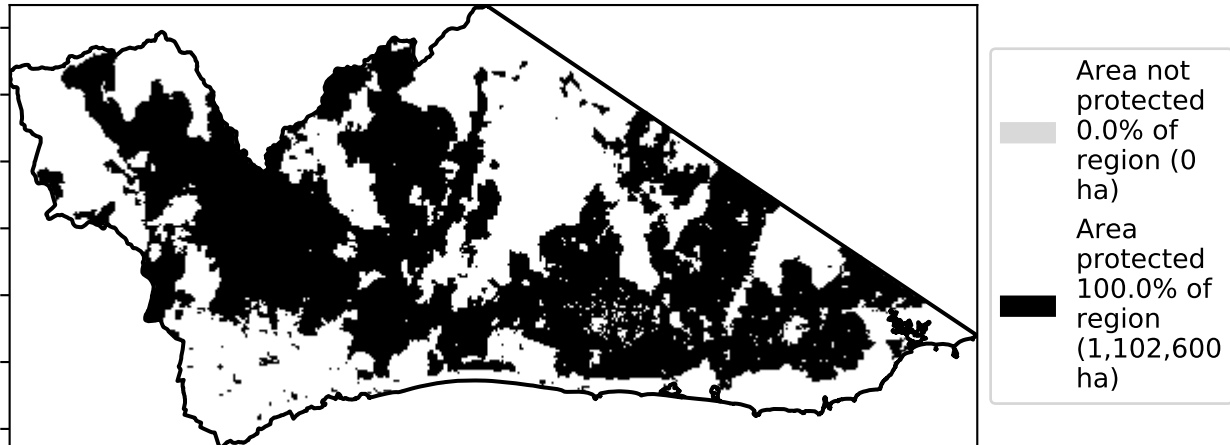 Area not
protected
0.0% of
region (0
ha)
Area
protected
100.0% of
region
(1,102,600
ha)